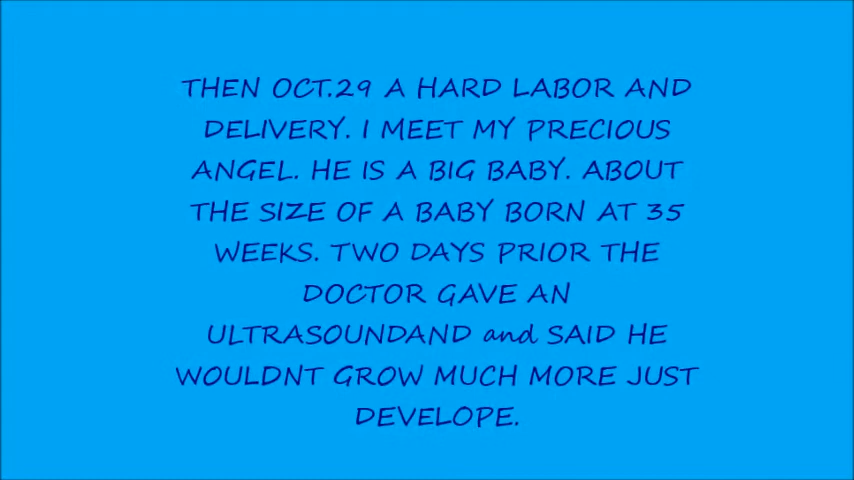 THEN OCT.29 A HARD LABOR AND
DELIVERY. I MEET MY PRECIOUS
ANGEL. HE IS A BIG BABY. ABOUT
THE SIZE OF A BABY BORN AT 35
WEEKS. TWO DAYS PRIOR THE
DOCTOR GAVE AN
ULTRASOUNDAND and SAID HE
WOULDNT GROW MUCH MORE JUST
DEVELOPE.